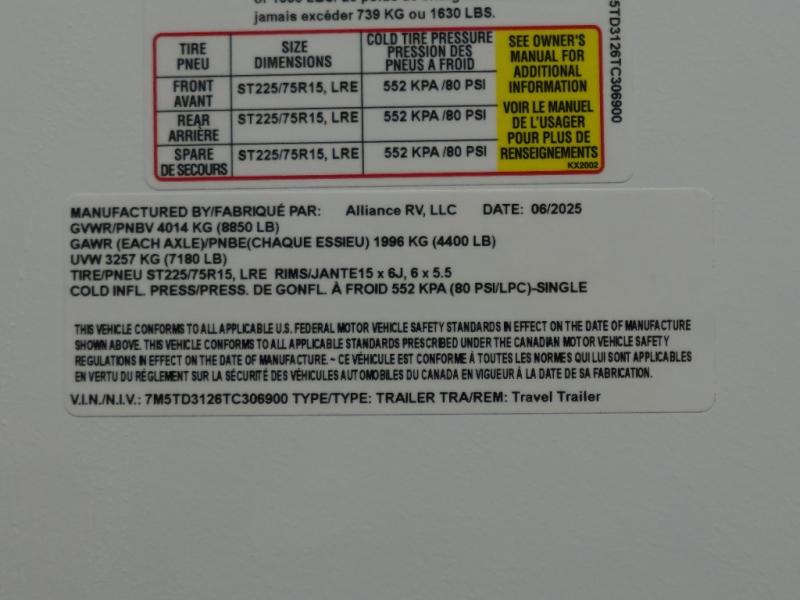 jamais excéder 739 KG ou 1630 LBS.
TIRE PNEU
SIZE DIMENSIONS
COLD TIRE PRESSURE PRESSION DES PNEUS A FROID
FRONT AVANT
ST225/75R15, LRE
552 KPA /80 PSI
REAR ARRIÈRE
ST225/75R15, LRE
552 KPA /80 PSI
SPARE DE SECOURS
ST225/75R15, LRE
552 KPA /80 PSI
SEE OWNER'S
MANUAL FOR
ADDITIONAL
INFORMATION
VOIR LE MANUEL
DE L'USAGER
POUR PLUS DE
RENSEIGNEMENTS
KX2002
5TD3126TC306900
MANUFACTURED BY/FABRIQUÉ PAR: Alliance RV, LLC DATE: 06/2025
GVWR/PNBV 4014 KG (8850 LB)
GAWR (EACH AXLE)/PNBE(CHAQUE ESSIEU) 1996 KG (4400 LB)
UVW 3257 KG (7180 LB)
TIRE/PNEU ST225/75R15, LRE RIMS/JANTE15 x 6J, 6 x 5.5
COLD INFL. PRESS/PRESS. DE GONFL. À FROID 552 KPA (80 PSI/LPC)-SINGLE
THIS VEHICLE CONFORMS TO ALL APPLICABLE U.S. FEDERAL MOTOR VEHICLE SAFETY STANDARDS IN EFFECT ON THE DATE OF MANUFACTURE
SHOWN ABOVE. THIS VEHICLE CONFORMS TO ALL APPLICABLE STANDARDS PRESCRIBED UNDER THE CANADIAN MOTOR VEHICLE SAFETY
REGULATIONS IN EFFECT ON THE DATE OF MANUFACTURE. ~ CE VÉHICULE EST CONFORME À TOUTES LES NORMES QUI LUI SONT APPLICABLES
EN VERTU DU RÉGLEMENT SUR LA SÉCURITÉ DES VÉHICULES AUTOMOBILES DU CANADA EN VIGUEUR À LA DATE DE SA FABRICATION.
V.I.N./N.I.V.: 7M5TD3126TC306900 TYPE/TYPE: TRAILER TRA/REM: Travel Trailer